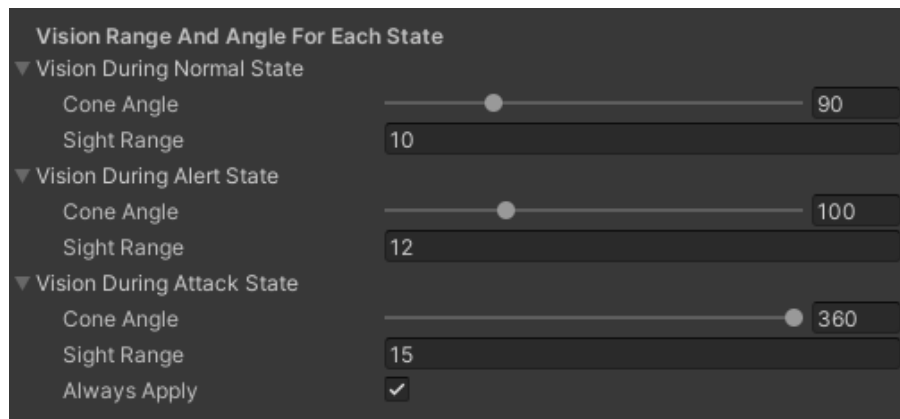 Vision Range And Angle For Each State
Vision During Normal State
Cone Angle 90
Sight Range 10
Vision During Alert State
Cone Angle 100
Sight Range 12
Vision During Attack State
Cone Angle 360
Sight Range 15
Always Apply